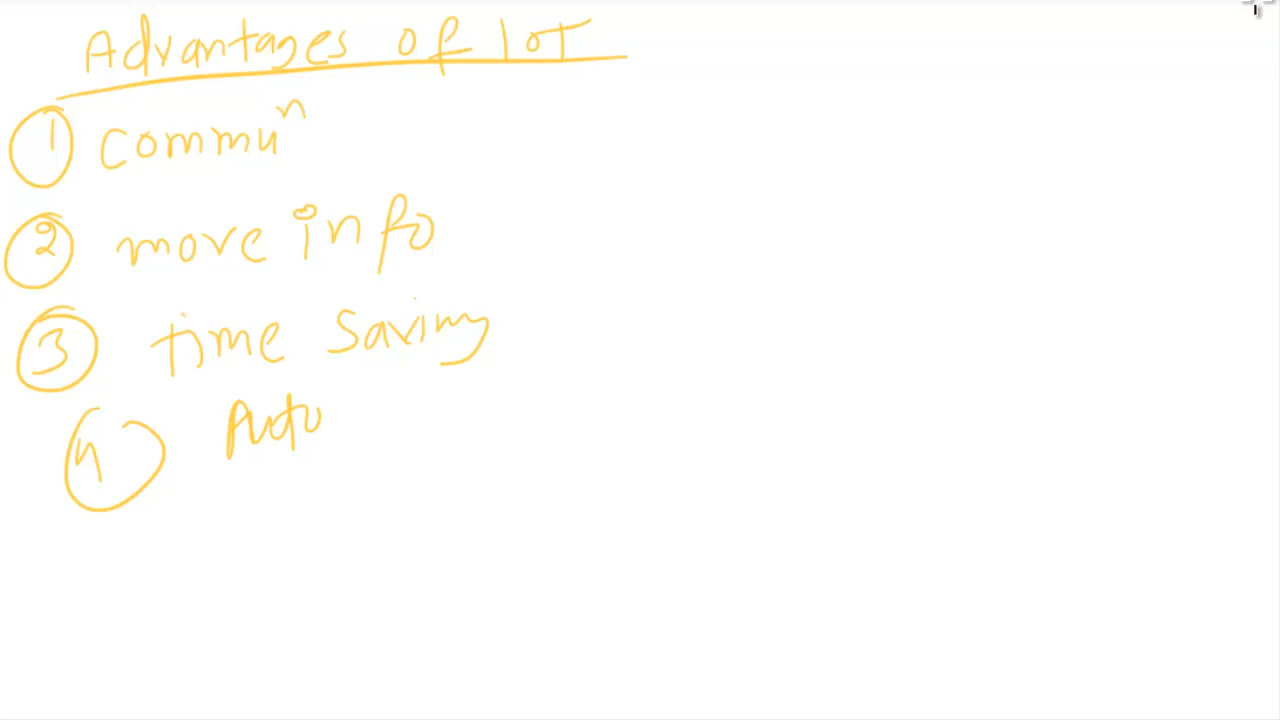 Advantages of IoT
1 Commuⁿ
2 more info
3 time Saving
4 Auto